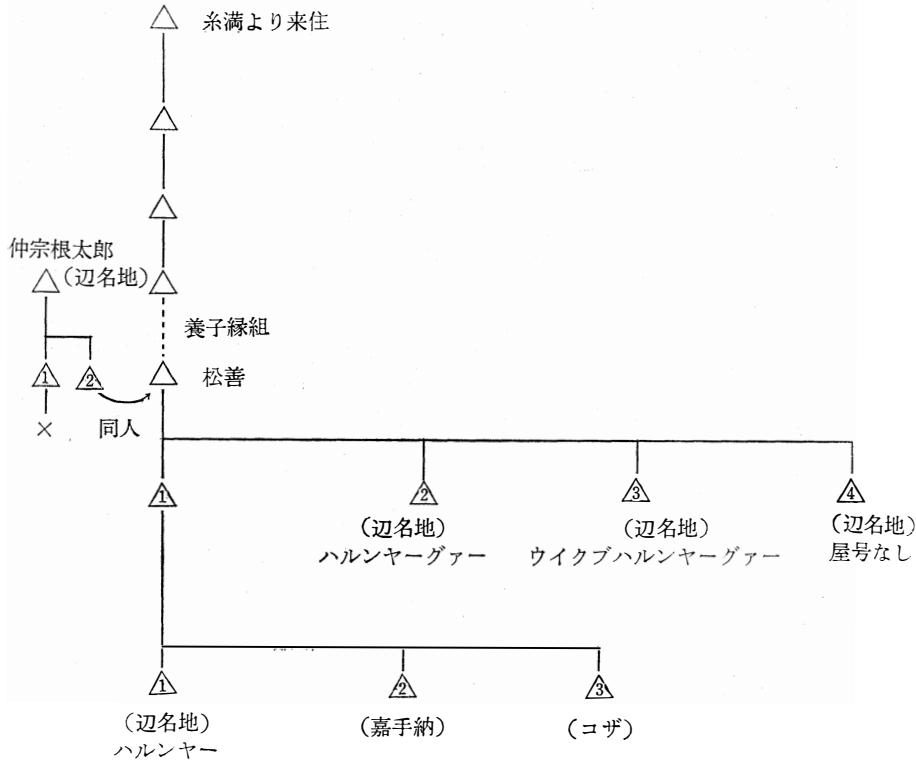 糸満より来住
仲宗根太郎
(辺名地)
養子縁組
1
2
松善
×
同人
1
2
3
4
(辺名地)
ハルンヤーグァー
(辺名地)
ウイクブハルンヤーグァー
(辺名地)
屋号なし
1
2
3
(辺名地)
ハルンヤー
(嘉手納)
(コザ)